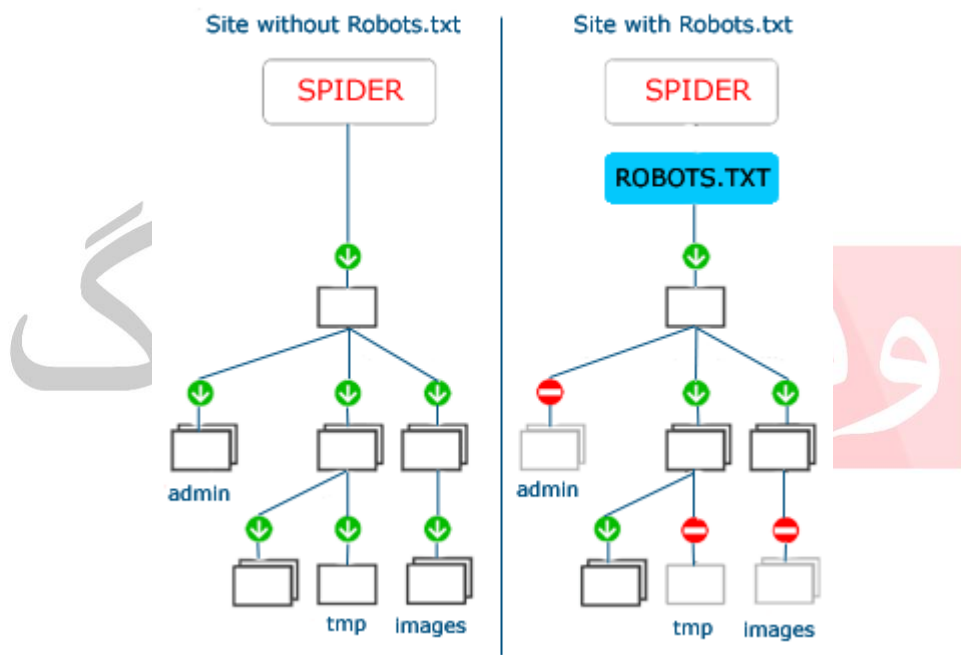 Site without Robots.txt
SPIDER
admin
tmp
images
Site with Robots.txt
SPIDER
ROBOTS.TXT
admin
tmp
images